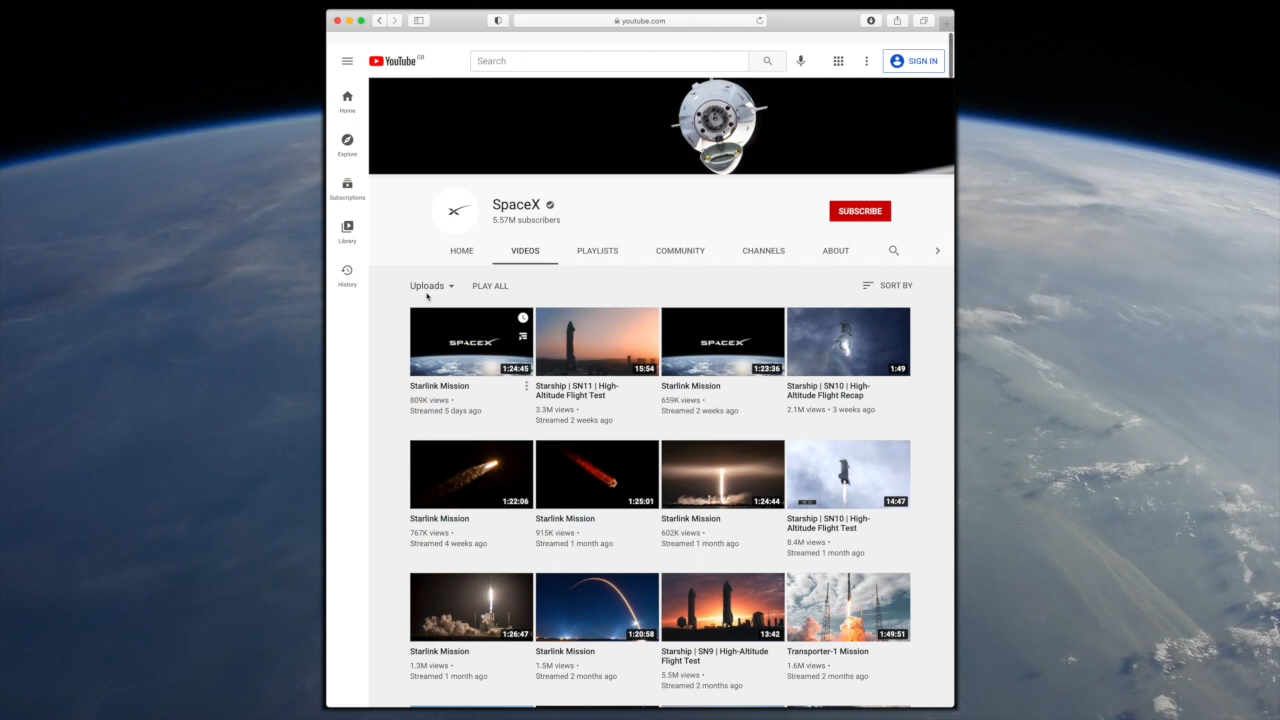 youtube.com
YouTube GB
Search
SIGN IN
Home
Explore
Subscriptions
Library
History
SpaceX
5.57M subscribers
SUBSCRIBE
HOME VIDEOS PLAYLISTS COMMUNITY CHANNELS ABOUT
Uploads PLAY ALL SORT BY
SPACEX
1:24:45
Starlink Mission
809K views •
Streamed 5 days ago
15:54
Starship | SN11 | High-
Altitude Flight Test
3.3M views •
Streamed 2 weeks ago
SPACEX
1:23:36
Starlink Mission
659K views •
Streamed 2 weeks ago
1:49
Starship | SN10 | High-
Altitude Flight Recap
2.1M views • 3 weeks ago
1:22:06
Starlink Mission
767K views •
Streamed 4 weeks ago
1:25:01
Starlink Mission
915K views •
Streamed 1 month ago
1:24:44
Starlink Mission
602K views •
Streamed 1 month ago
14:47
Starship | SN10 | High-
Altitude Flight Test
8.4M views •
Streamed 1 month ago
1:26:47
Starlink Mission
1.3M views •
Streamed 1 month ago
1:20:58
Starlink Mission
1.5M views •
Streamed 2 months ago
13:42
Starship | SN9 | High-Altitude
Flight Test
5.5M views •
Streamed 2 months ago
1:49:51
Transporter-1 Mission
1.6M views •
Streamed 2 months ago